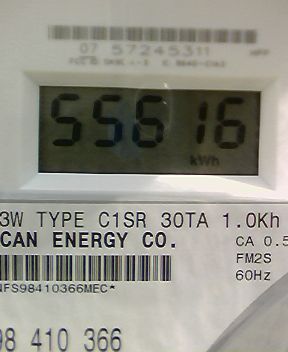 07 57245311
55616
kWh
3W TYPE C1SR 30TA 1.0Kh
CAN ENERGY CO.
CA 0.5
FM2S
NFS98410366MEC*
60Hz
98 410 366